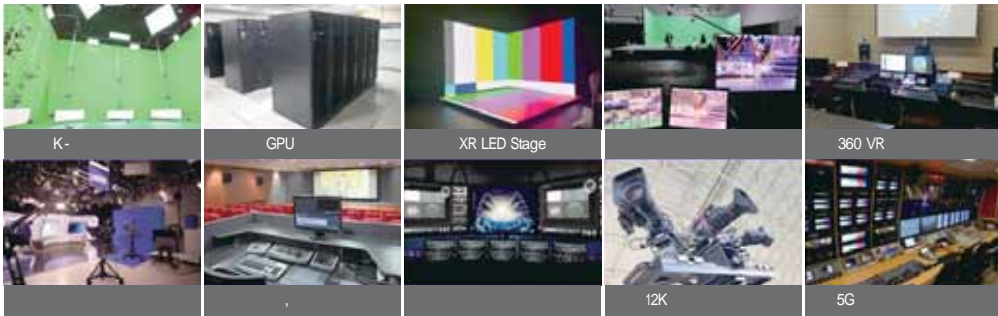 K-
GPU
XR LED Stage
360 VR
,
12K
5G